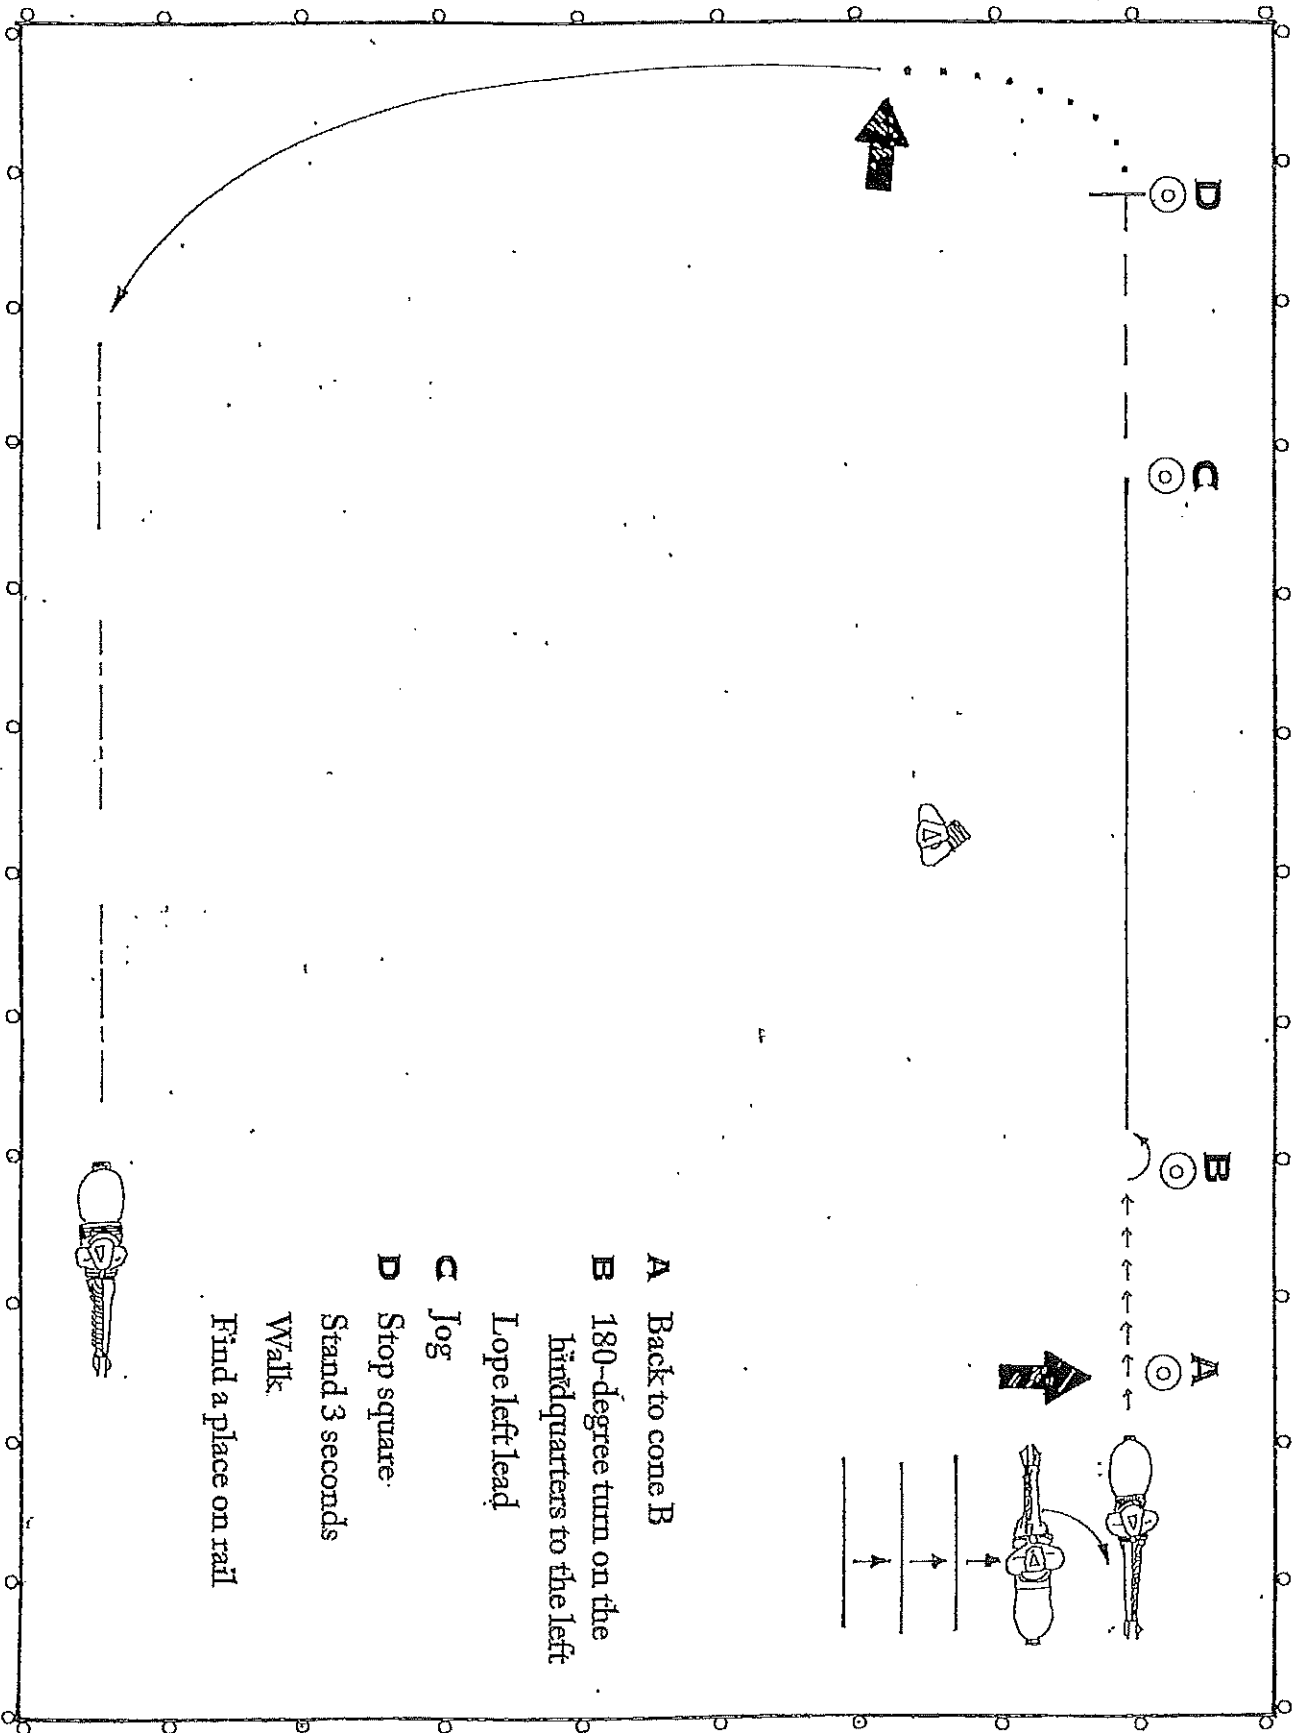 D
C
B
A
A Back to cone B
B 180-degree turn on the
hindquarters to the left
Lope left lead
C Jog
D Stop square
Stand 3 seconds
Walk
Find a place on rail